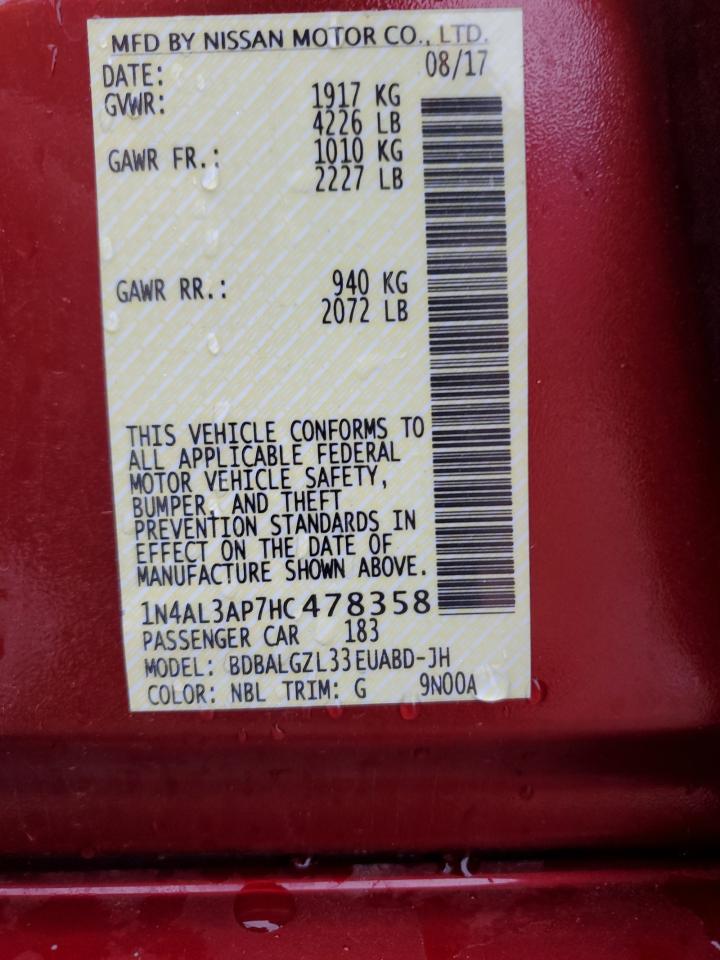 MFD BY NISSAN MOTOR CO., LTD.
DATE: 08/17
GVWR: 1917 KG
4226 LB
GAWR FR.: 1010 KG
2227 LB
GAWR RR.: 940 KG
2072 LB
THIS VEHICLE CONFORMS TO
ALL APPLICABLE FEDERAL
MOTOR VEHICLE SAFETY,
BUMPER, AND THEFT
PREVENTION STANDARDS IN
EFFECT ON THE DATE OF
MANUFACTURE SHOWN ABOVE.
1N4AL3AP7HC478358
PASSENGER CAR 183
MODEL: BDBALGZL33EUABD-JH
COLOR: NBL TRIM: G 9N00A